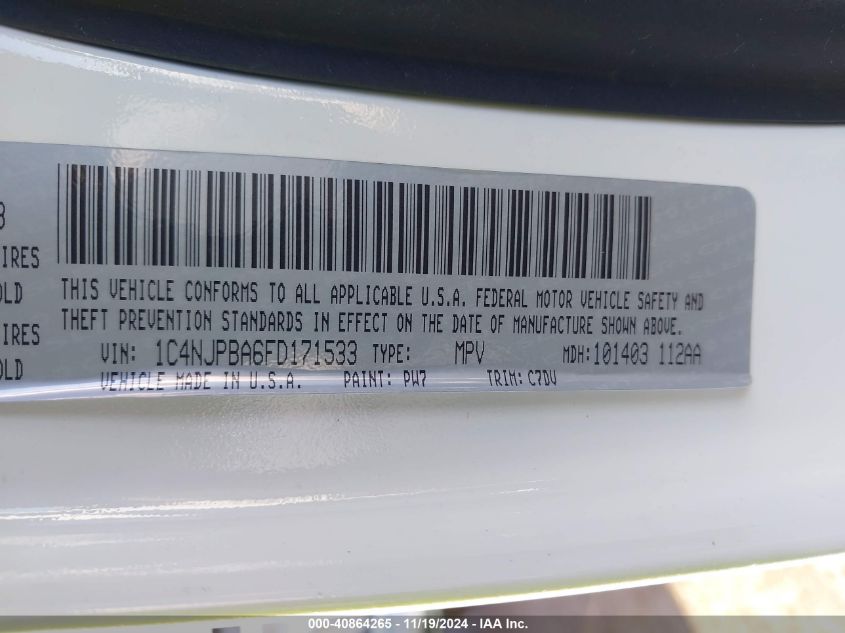 8
IRES
OLD
IRES
OLD
THIS VEHICLE CONFORMS TO ALL APPLICABLE U.S.A. FEDERAL MOTOR VEHICLE SAFETY AND
THEFT PREVENTION STANDARDS IN EFFECT ON THE DATE OF MANUFACTURE SHOWN ABOVE.
VIN: 1C4NJPBA6FD171533 TYPE: MPV MDH: 101403 112AA
VEHICLE MADE IN U.S.A. PAINT: PW7 TRIM: C7DV
000-40864265 - 11/19/2024 - IAA Inc.